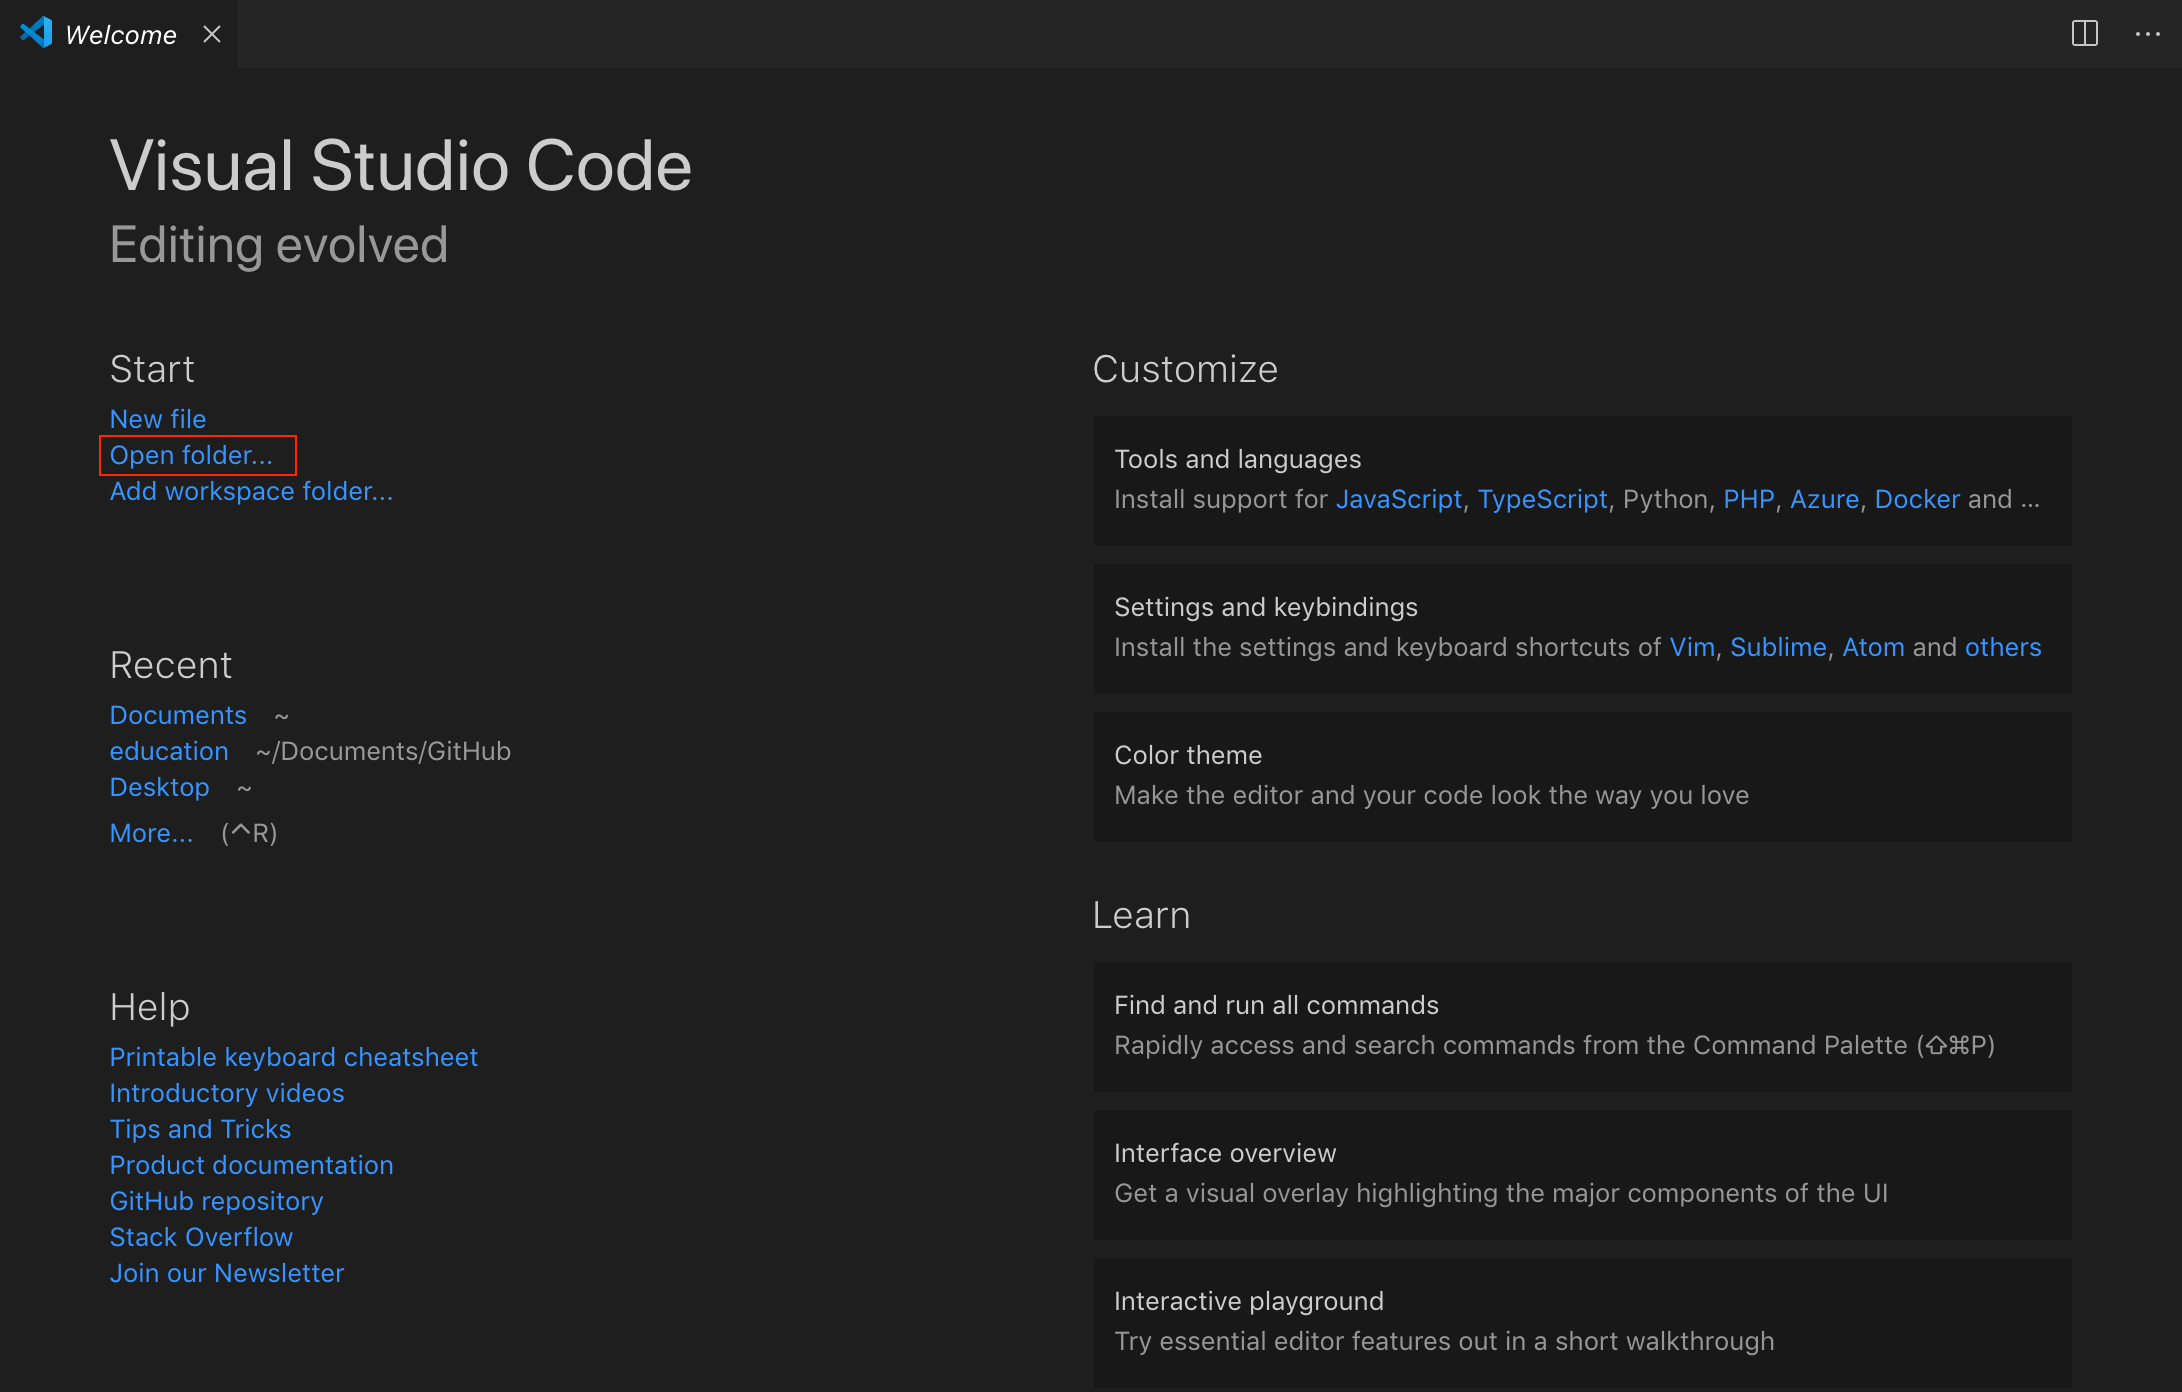 Welcome
Visual Studio Code
Editing evolved
Start
New file
Open folder...
Add workspace folder...
Recent
Documents ~
education ~/Documents/GitHub
Desktop ~
More... (^R)
Help
Printable keyboard cheatsheet
Introductory videos
Tips and Tricks
Product documentation
GitHub repository
Stack Overflow
Join our Newsletter
Customize
Tools and languages
Install support for JavaScript, TypeScript, Python, PHP, Azure, Docker and ...
Settings and keybindings
Install the settings and keyboard shortcuts of Vim, Sublime, Atom and others
Color theme
Make the editor and your code look the way you love
Learn
Find and run all commands
Rapidly access and search commands from the Command Palette (⇧⌘P)
Interface overview
Get a visual overlay highlighting the major components of the UI
Interactive playground
Try essential editor features out in a short walkthrough